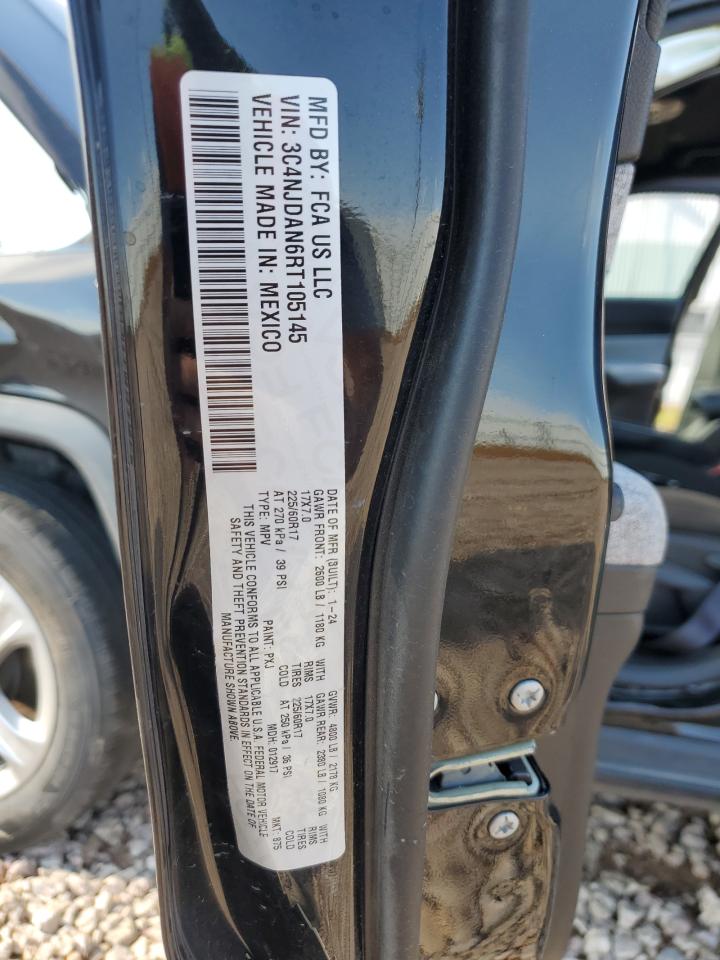 MFD BY: FCA US LLC
VIN: 3C4NJDAN6RT105145
VEHICLE MADE IN: MEXICO
DATE OF MFR (BUILT): 1-24 GVWR: 4800 LB / 2178 KG
GAWR FRONT: 2600 LB / 1180 KG WITH GAWR REAR: 2380 LB / 1080 KG WITH
17X7.0 RIMS 17X7.0 RIMS
225/60R17 TIRES 225/60R17 TIRES
AT 270 kPa / 39 PSI COLD AT 250 kPa / 36 PSI COLD
TYPE: MPV PAINT: PXJ MDH: 012917 MKT: 875
THIS VEHICLE CONFORMS TO ALL APPLICABLE U.S.A. FEDERAL MOTOR VEHICLE
SAFETY AND THEFT PREVENTION STANDARDS IN EFFECT ON THE DATE OF
MANUFACTURE SHOWN ABOVE